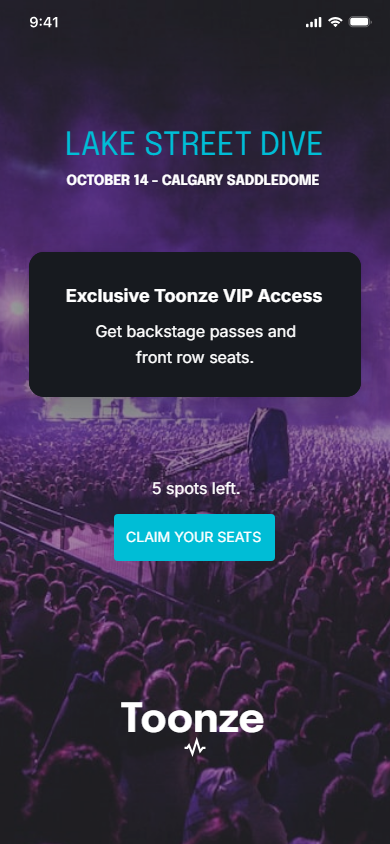 9:41
LAKE STREET DIVE
OCTOBER 14 - CALGARY SADDLEDOME
Exclusive Toonze VIP Access
Get backstage passes and
front row seats.
5 spots left.
CLAIM YOUR SEATS
Toonze